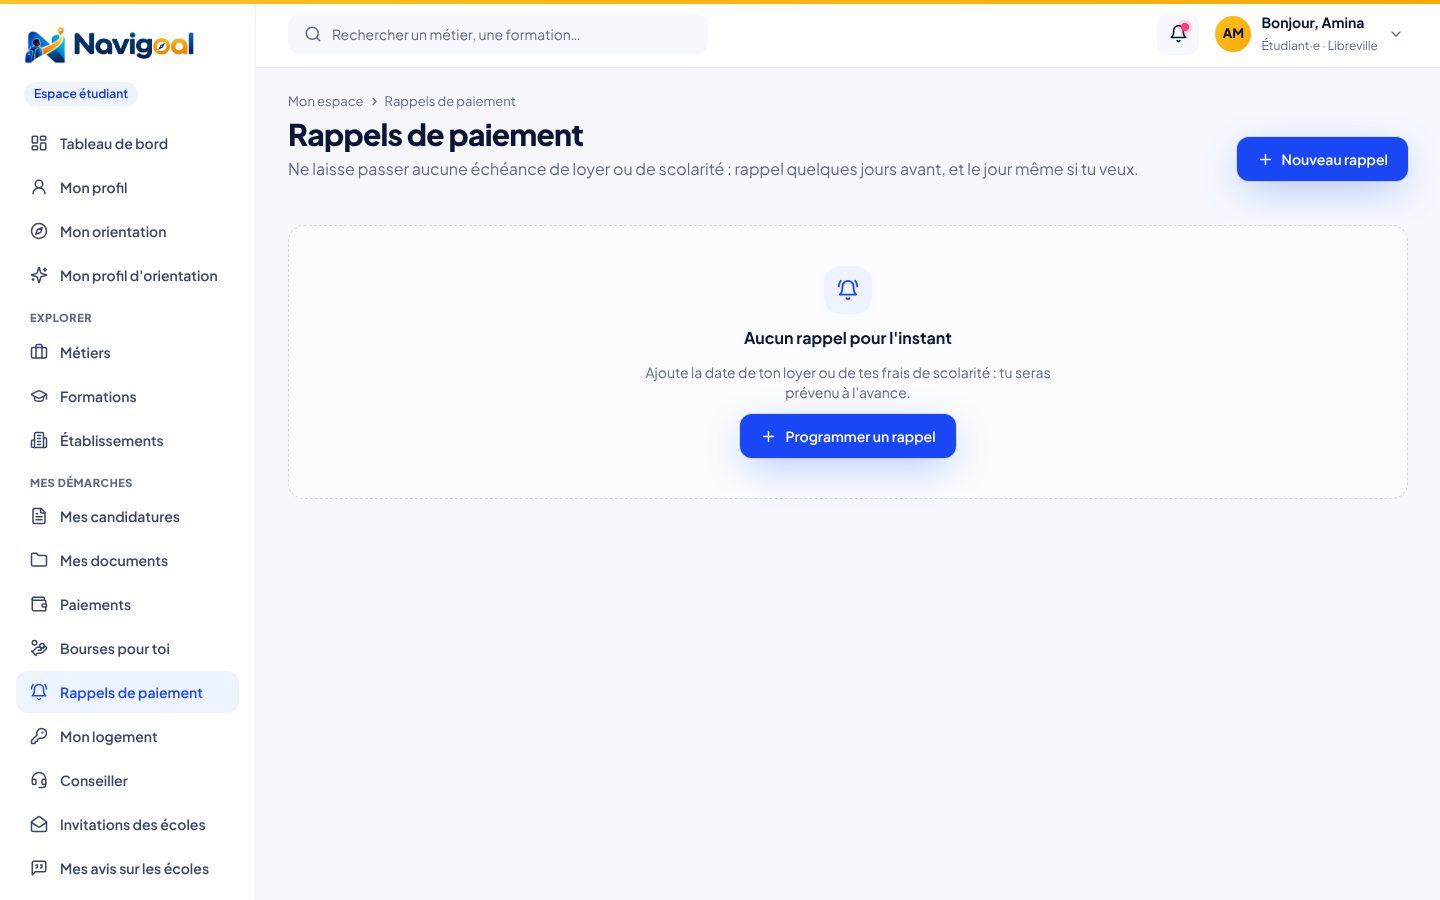 Navigoal
Espace étudiant
Tableau de bord
Mon profil
Mon orientation
Mon profil d'orientation
EXPLORER
Métiers
Formations
Établissements
MES DÉMARCHES
Mes candidatures
Mes documents
Paiements
Bourses pour toi
Rappels de paiement
Mon logement
Conseiller
Invitations des écoles
Mes avis sur les écoles
Rechercher un métier, une formation...
AM
Bonjour, Amina
Étudiant·e · Libreville
Mon espace > Rappels de paiement
Rappels de paiement
Ne laisse passer aucune échéance de loyer ou de scolarité : rappel quelques jours avant, et le jour même si tu veux.
+ Nouveau rappel
Aucun rappel pour l'instant
Ajoute la date de ton loyer ou de tes frais de scolarité : tu seras
prévenu à l'avance.
+ Programmer un rappel